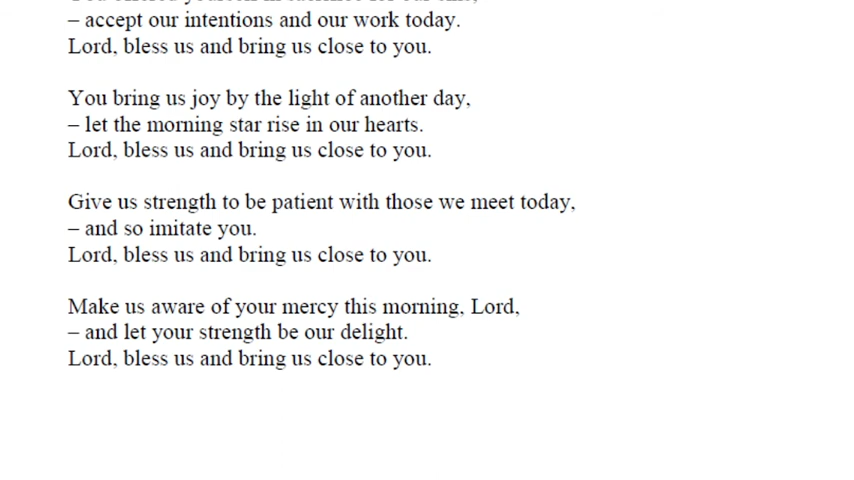 – accept our intentions and our work today.
Lord, bless us and bring us close to you.
You bring us joy by the light of another day,
– let the morning star rise in our hearts.
Lord, bless us and bring us close to you.
Give us strength to be patient with those we meet today,
– and so imitate you.
Lord, bless us and bring us close to you.
Make us aware of your mercy this morning, Lord,
– and let your strength be our delight.
Lord, bless us and bring us close to you.